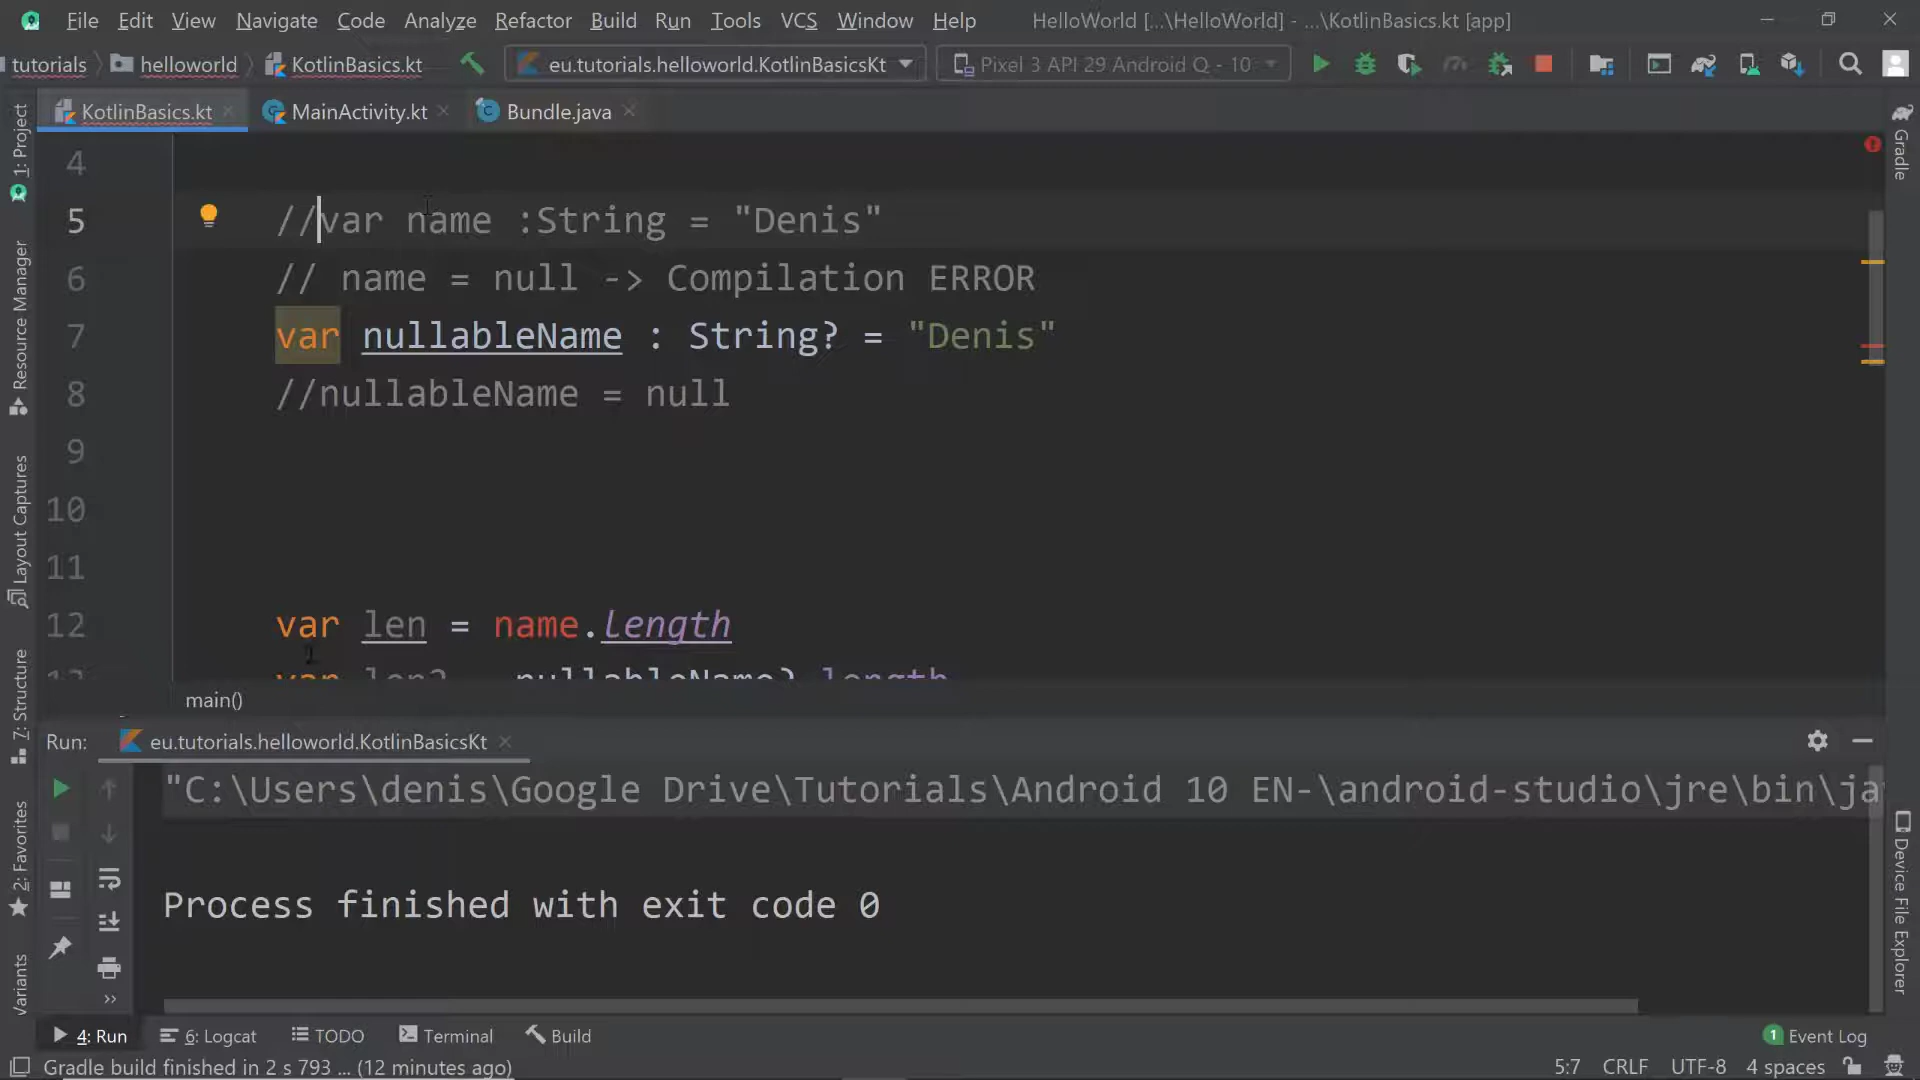 File Edit View Navigate Code Analyze Refactor Build Run Tools VCS Window Help HelloWorld [...\HelloWorld] - ...\KotlinBasics.kt [app]
tutorials helloworld KotlinBasics.kt eu.tutorials.helloworld.KotlinBasicsKt Pixel 3 API 29 Android Q - 10
KotlinBasics.kt MainActivity.kt Bundle.java
1: Project
Resource Manager
Layout Captures
7: Structure
2: Favorites
Variants
Gradle
Device File Explorer
4
5 //var name :String = "Denis"
6 // name = null -> Compilation ERROR
7 var nullableName : String? = "Denis"
8 //nullableName = null
9
10
11
12 var len = name.length
var len2 nullableName?.length
main()
Run: eu.tutorials.helloworld.KotlinBasicsKt
"C:\Users\denis\Google Drive\Tutorials\Android 10 EN-\android-studio\jre\bin\ja
Process finished with exit code 0
4: Run 6: Logcat TODO Terminal Build 1 Event Log
Gradle build finished in 2 s 793 ... (12 minutes ago) 5:7 CRLF UTF-8 4 spaces